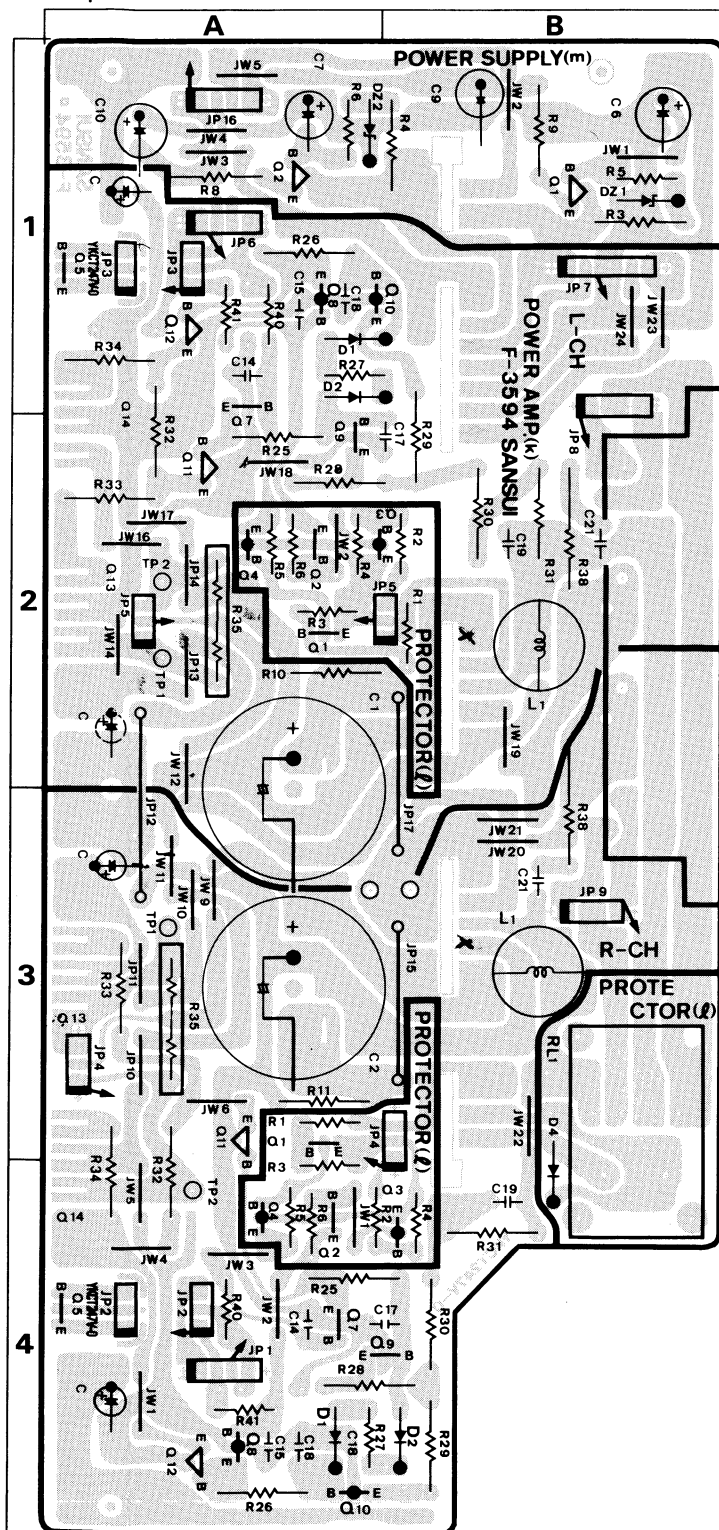 A B
POWER SUPPLY(m)
JW5
C7
C10
JP16
JW4
JW3
R8
R6
DZ2
R4
C9
JW2
R9
C6
JW1
R5
DZ1
R3
B
Q2
E
B
Q1
E
F-3594
SANSUI
C
1
JP6
R26
B
Q5
E
YKCT2474O
JP3
JP3
B
Q12
E
R41
R40
C15
E
Q8
B
C18
B
Q10
E
D1
R27
D2
C14
E B
Q7
R34
Q14
R32
R25
B
Q11
E
JW18
R28
Q9
B
E
C17
R29
JP7
JW24
JW23
L-CH
POWER AMP.(k)
F-3594 SANSUI
JP8
R33
JW17
JW16
Q13
TP2
JP14
JP5
R35
JW14
TP1
JP13
2
E
B
Q4
R5
R6
E
B
Q2
JW2
R4
Q3
E
B
R2
R3
B E
Q1
JP5
R1
PROTECTOR(ℓ)
R10
C1
R30
C19
R31
R38
C21
L1
JW19
C
JW12
JP12
JP17
JW21
JW20
R38
C21
C
JW11
JW10
JW9
TP1
JP9
R-CH
L1
3
R33
JP11
R35
JP15
Q13
JP4
JP10
C2
PROTECTOR(ℓ)
PROTE
CTOR(ℓ)
RL1
JW6
R11
E
Q11
B
R1
Q1
B E
R3
JP4
JW22
D4
R34
JW5
R32
TP2
Q14
E
B
Q4
R5
R6
B
E
Q2
JW1
R2
Q3
E
B
R4
C19
R31
JW4
JW3
R25
B
Q5
E
YKCT2474O
JP2
JP2
R40
JW2
C14
E
Q7
B
C17
Q9
E B
R30
JP1
R28
4
C
JW1
R41
E
Q12
B
B
Q8
E
C15
C18
D1
C18
R27
D2
R29
R26
B E
Q10